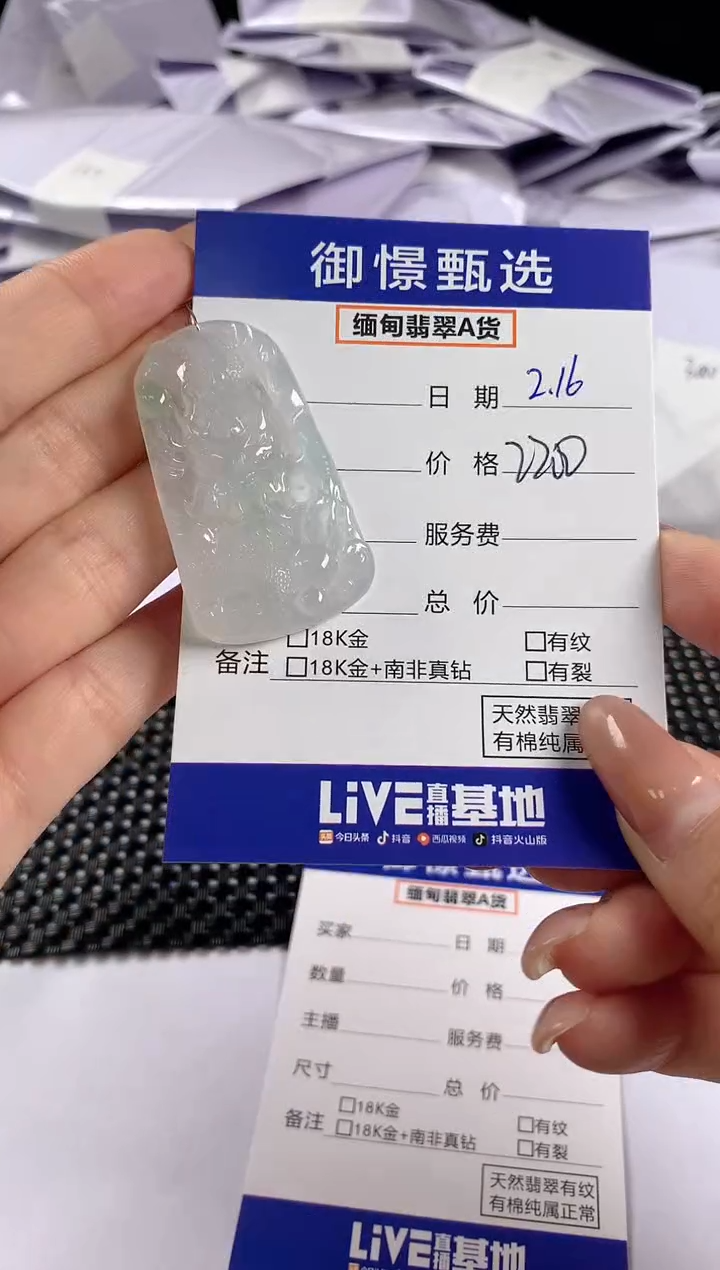 御憬甄选
缅甸翡翠A货
日 期 2.16
价 格 2200
服务费
总 价
备注 □18K金 □有纹
□18K金+南非真钻 □有裂
天然翡翠
有棉纯属
LiVE直播基地
今日头条 抖音 西瓜视频 抖音火山版
缅甸翡翠A货
买家 日 期
数量 价 格
主播 服务费
尺寸 总 价
备注 □18K金 □有纹
□18K金+南非真钻 □有裂
天然翡翠有纹
有棉纯属正常
LiVE直播基地